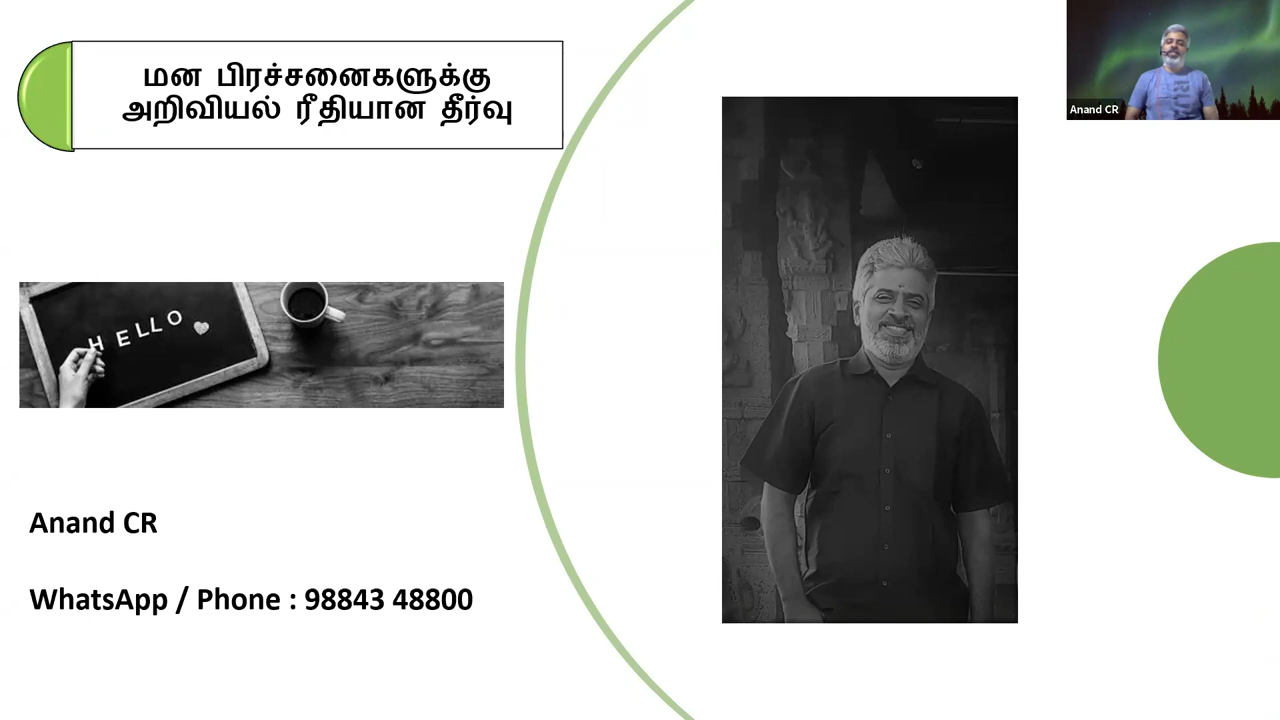 மன பிரச்சனைகளுக்கு
அறிவியல் ரீதியான தீர்வு
Anand CR
HELLO
Anand CR
WhatsApp / Phone : 98843 48800